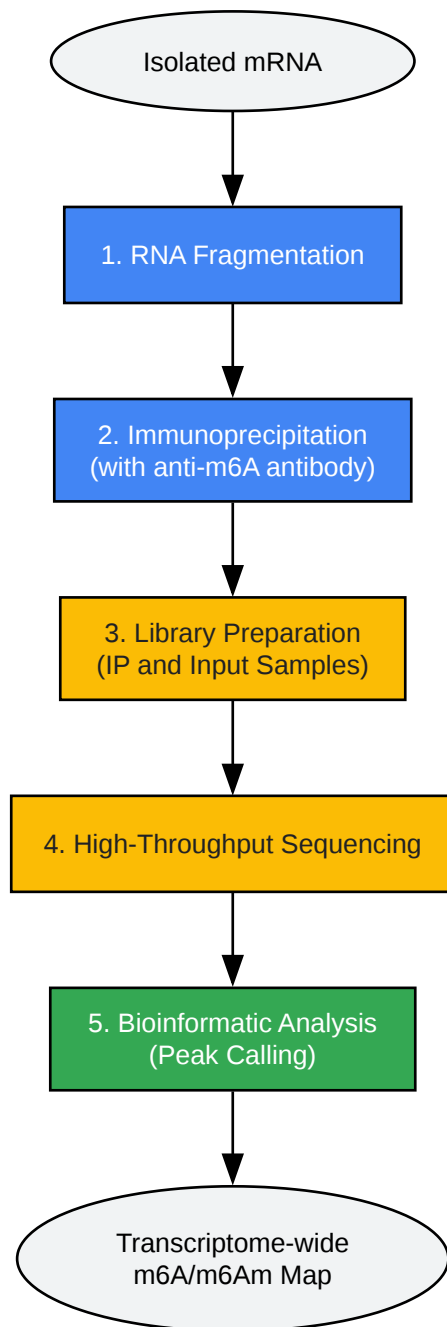 Isolated mRNA
1. RNA Fragmentation
2. Immunoprecipitation
(with anti-m6A antibody)
3. Library Preparation
(IP and Input Samples)
4. High-Throughput Sequencing
5. Bioinformatic Analysis
(Peak Calling)
Transcriptome-wide
m6A/m6Am Map